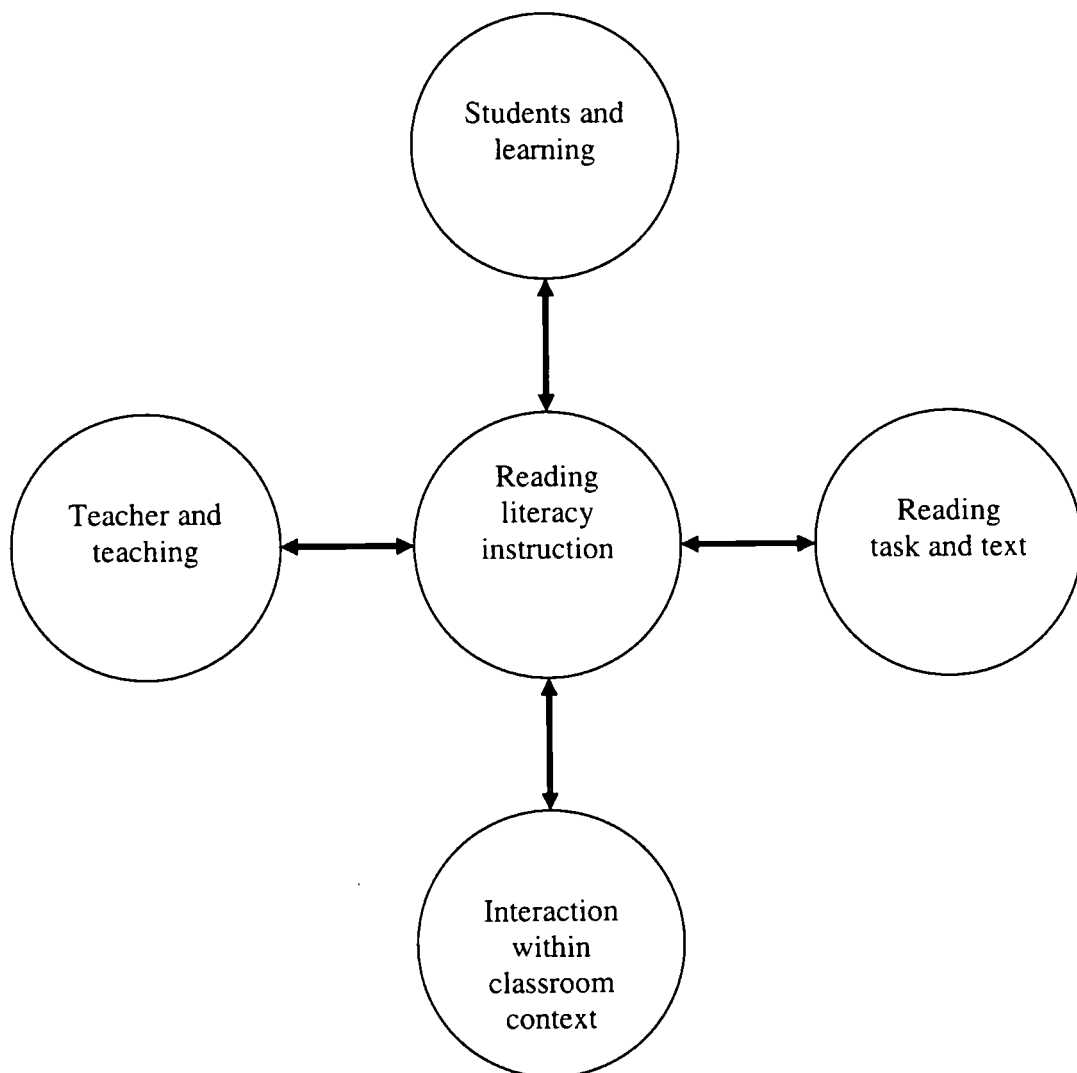 Students and
learning
Teacher and
teaching
Reading
literacy
instruction
Reading
task and text
Interaction
within
classroom
context